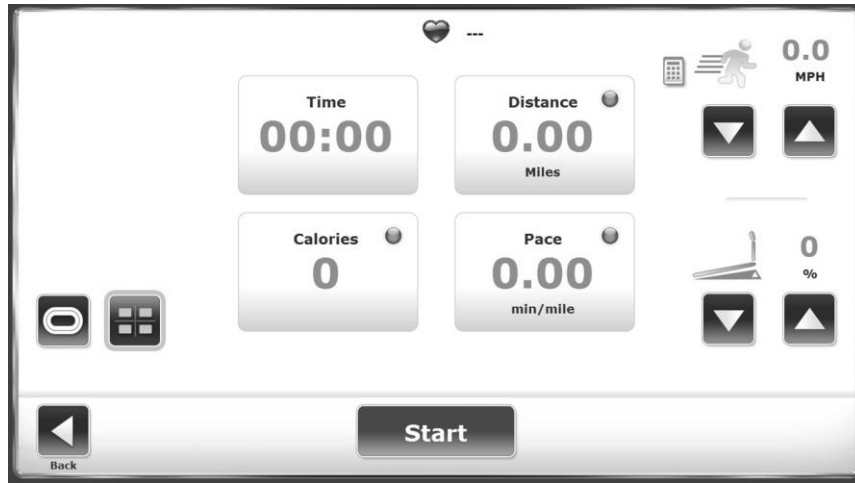 ---
0.0
MPH
Time
00:00
Distance
0.00
Miles
Calories
0
Pace
0.00
min/mile
0
%
Start
Back